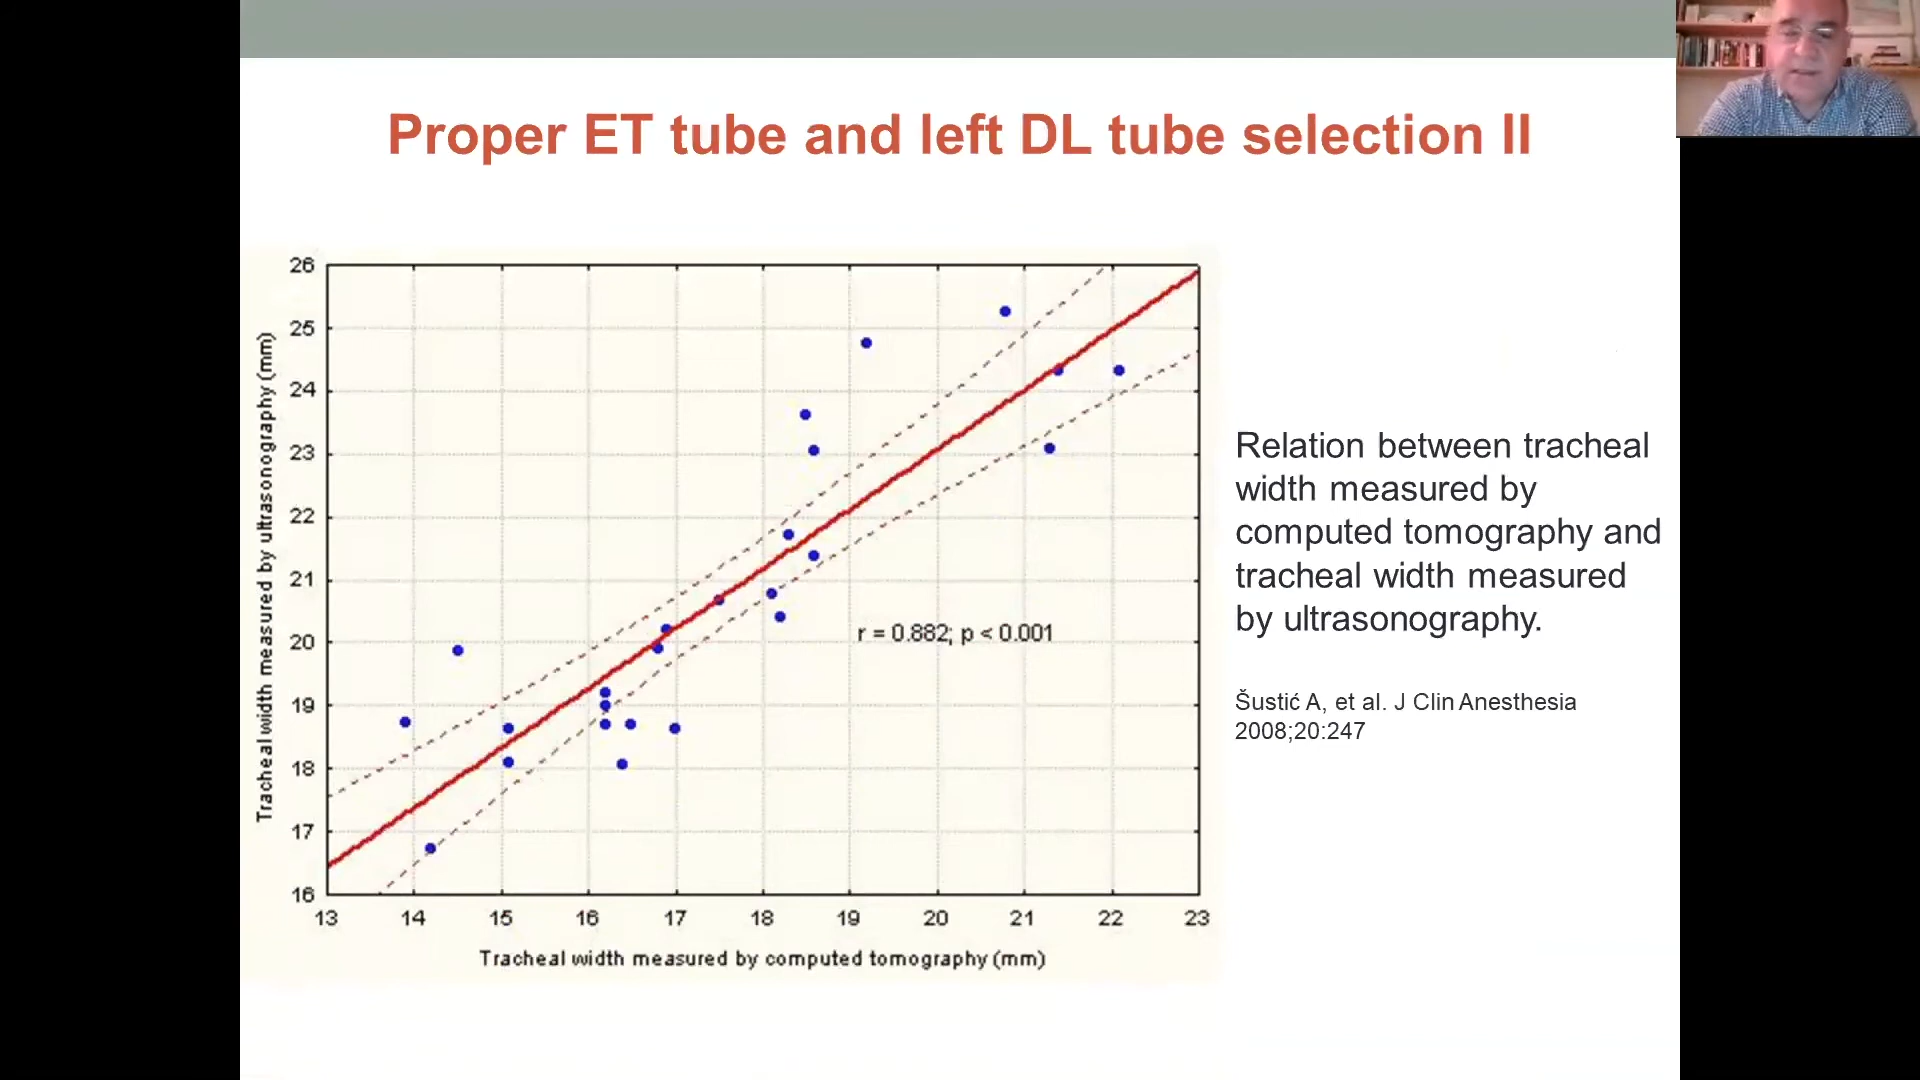 Proper ET tube and left DL tube selection II
26
25
24
23
22
21
20
19
18
17
16
Tracheal width measured by ultrasonography (mm)
r = 0.882; p < 0.001
13 14 15 16 17 18 19 20 21 22 23
Tracheal width measured by computed tomography (mm)
Relation between tracheal
width measured by
computed tomography and
tracheal width measured
by ultrasonography.
Šustić A, et al. J Clin Anesthesia
2008;20:247